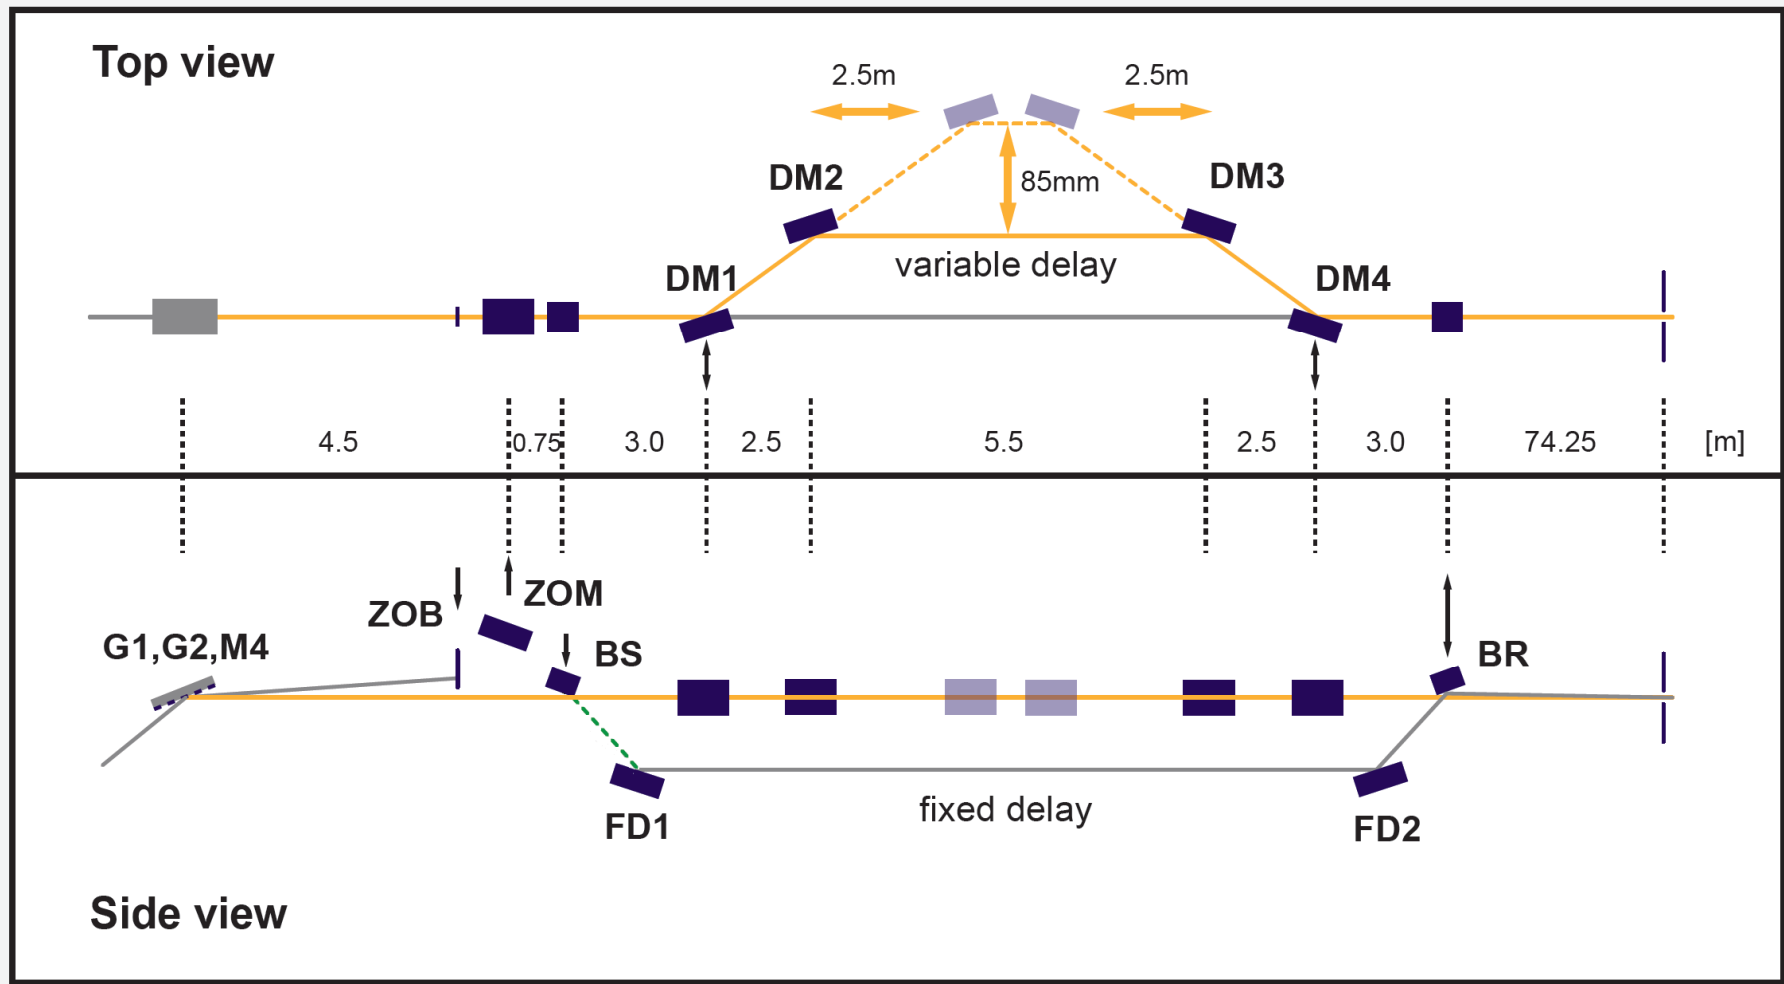 Top view
2.5m
2.5m
DM2
85mm
DM3
variable delay
DM1
DM4
4.5
0.75
3.0
2.5
5.5
2.5
3.0
74.25
[m]
ZOB
ZOM
G1,G2,M4
BS
BR
FD1
fixed delay
FD2
Side view